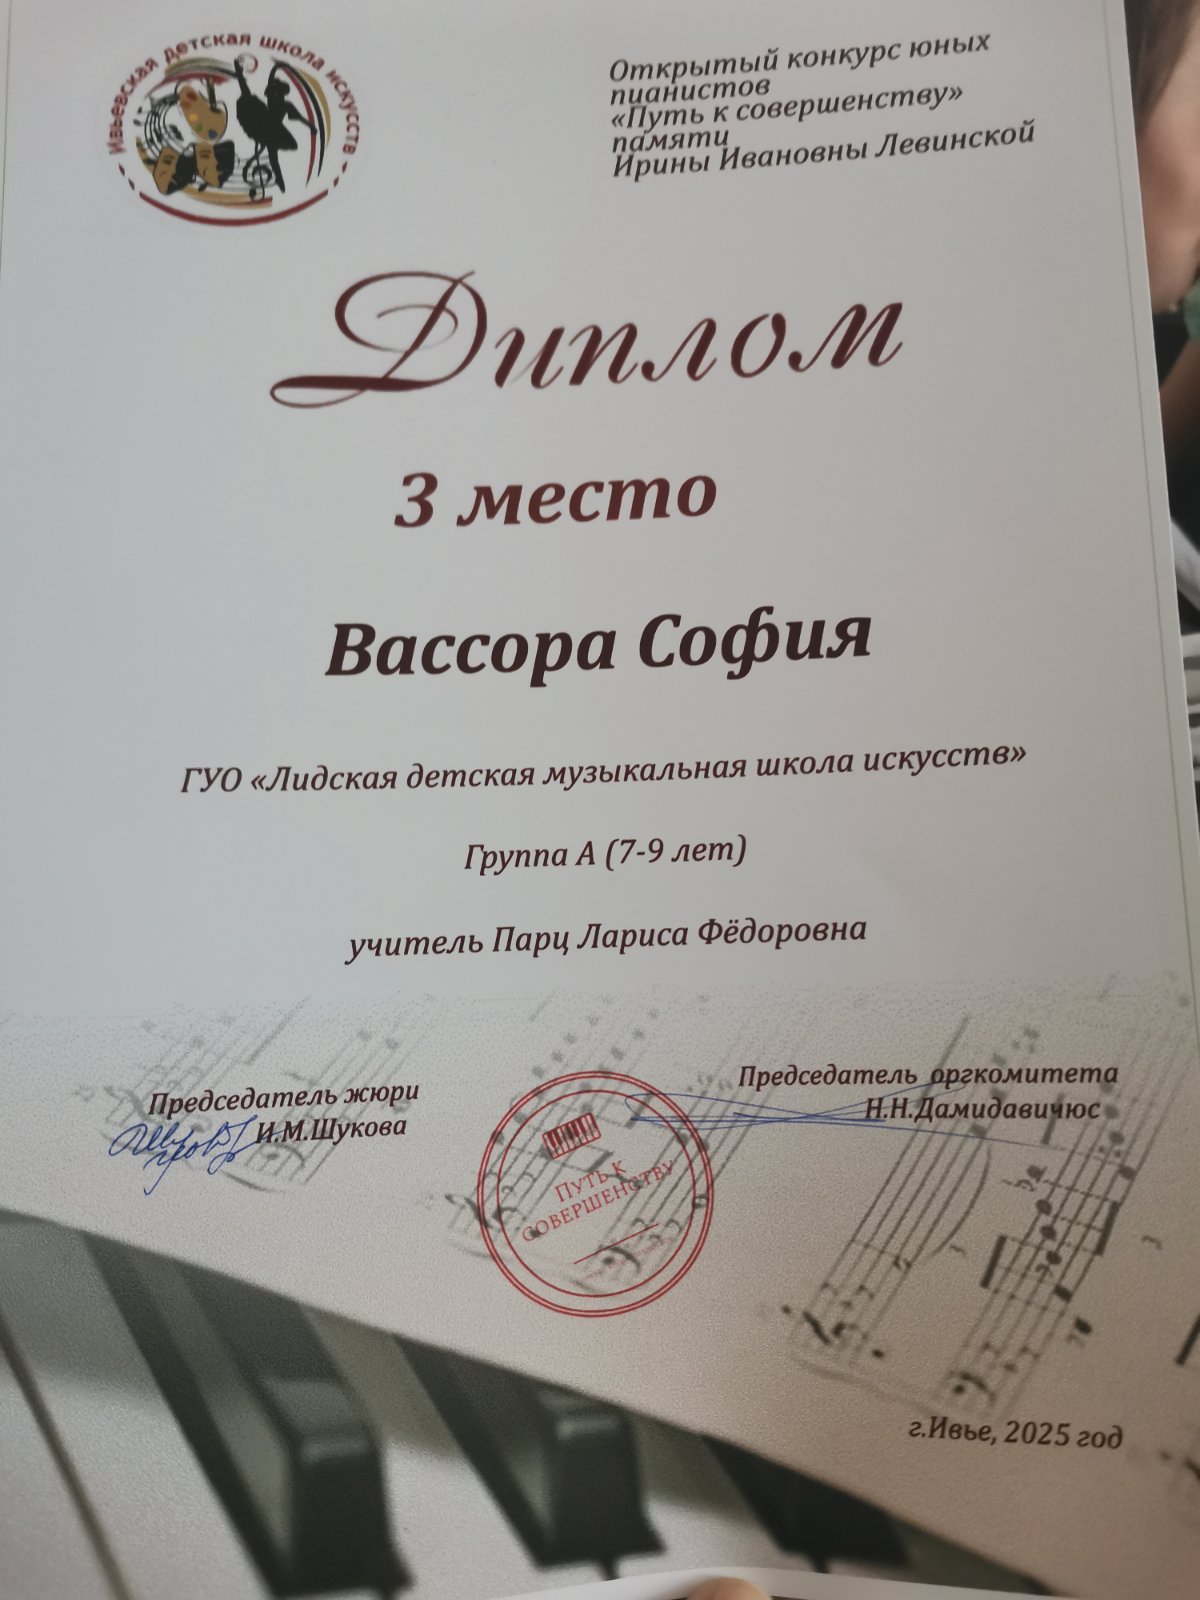 Ивьевская детская школа искусств
Открытый конкурс юных
пианистов
«Путь к совершенству»
памяти
Ирины Ивановны Левинской
Диплом
3 место
Вассора София
ГУО «Лидская детская музыкальная школа искусств»
Группа А (7-9 лет)
учитель Парц Лариса Фёдоровна
Председатель жюри
И.М.Шукова
Председатель оргкомитета
Н.Н.Дамидавичюс
Путь к
совершенству
г.Ивье, 2025 год